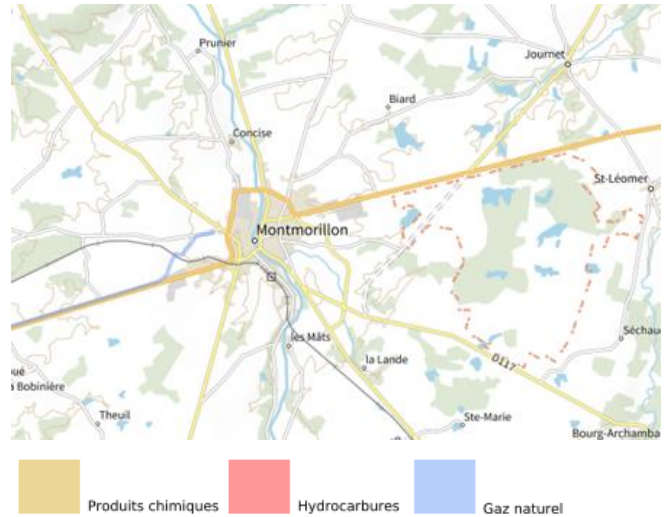 Prunier
Journet
Biard
Concise
St-Léomer
Montmorillon
les Mâts
Séchaud
D117
oué
la Lande
a Bobinière
Theuil
Ste-Marie
Bourg-Archamba
Produits chimiques
Hydrocarbures
Gaz naturel